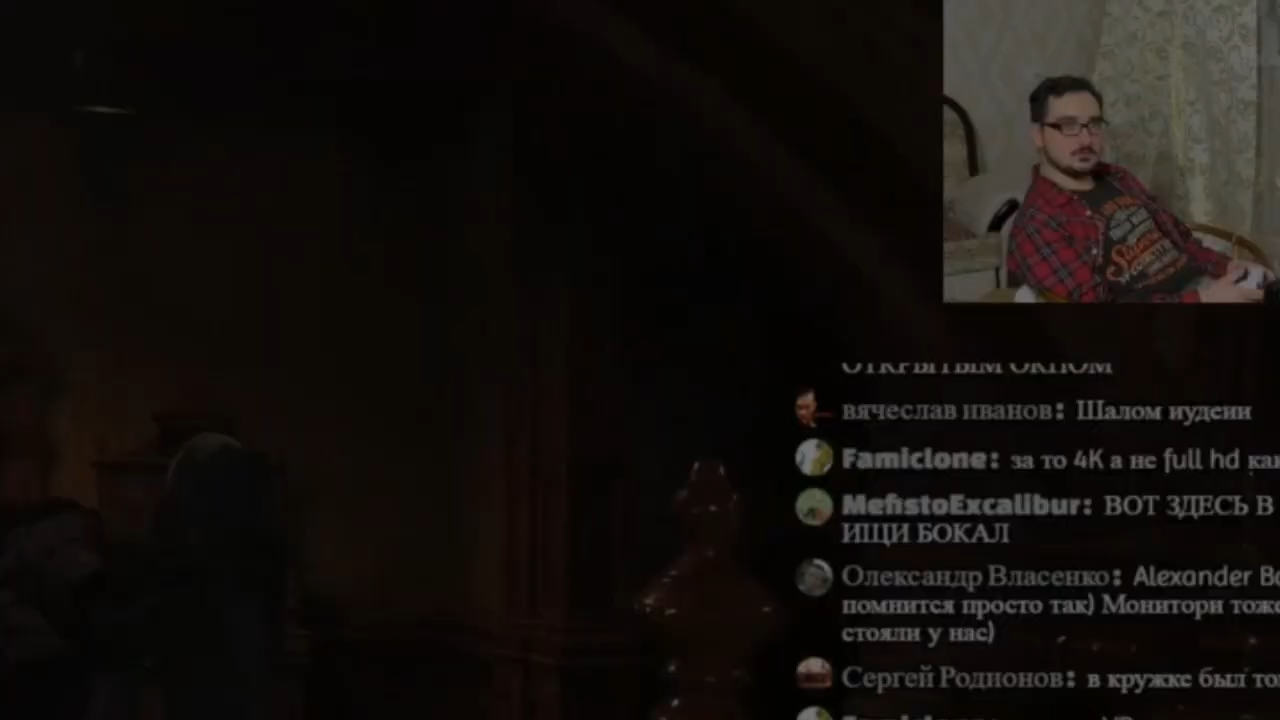 ОТКРЫТЫМ ОКНОМ
вячеслав иванов: Шалом иудеии
Famiclone: за то 4K а не full hd
MefistoExcalibur: ВОТ ЗДЕСЬ В
ИЩИ БОКАЛ
Олександр Власенко: Alexander
помнится просто так) Монитори тоже
стояли у нас)
Сергей Родионов: в кружке был